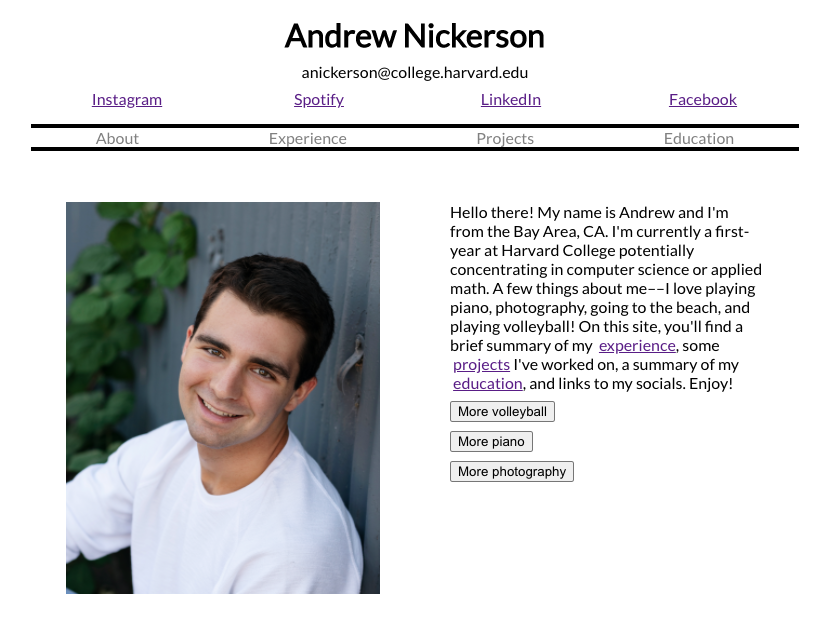 Andrew Nickerson
anickerson@college.harvard.edu
Instagram Spotify LinkedIn Facebook
About Experience Projects Education
Hello there! My name is Andrew and I'm
from the Bay Area, CA. I'm currently a first-
year at Harvard College potentially
concentrating in computer science or applied
math. A few things about me––I love playing
piano, photography, going to the beach, and
playing volleyball! On this site, you'll find a
brief summary of my experience, some
projects I've worked on, a summary of my
education, and links to my socials. Enjoy!
More volleyball
More piano
More photography